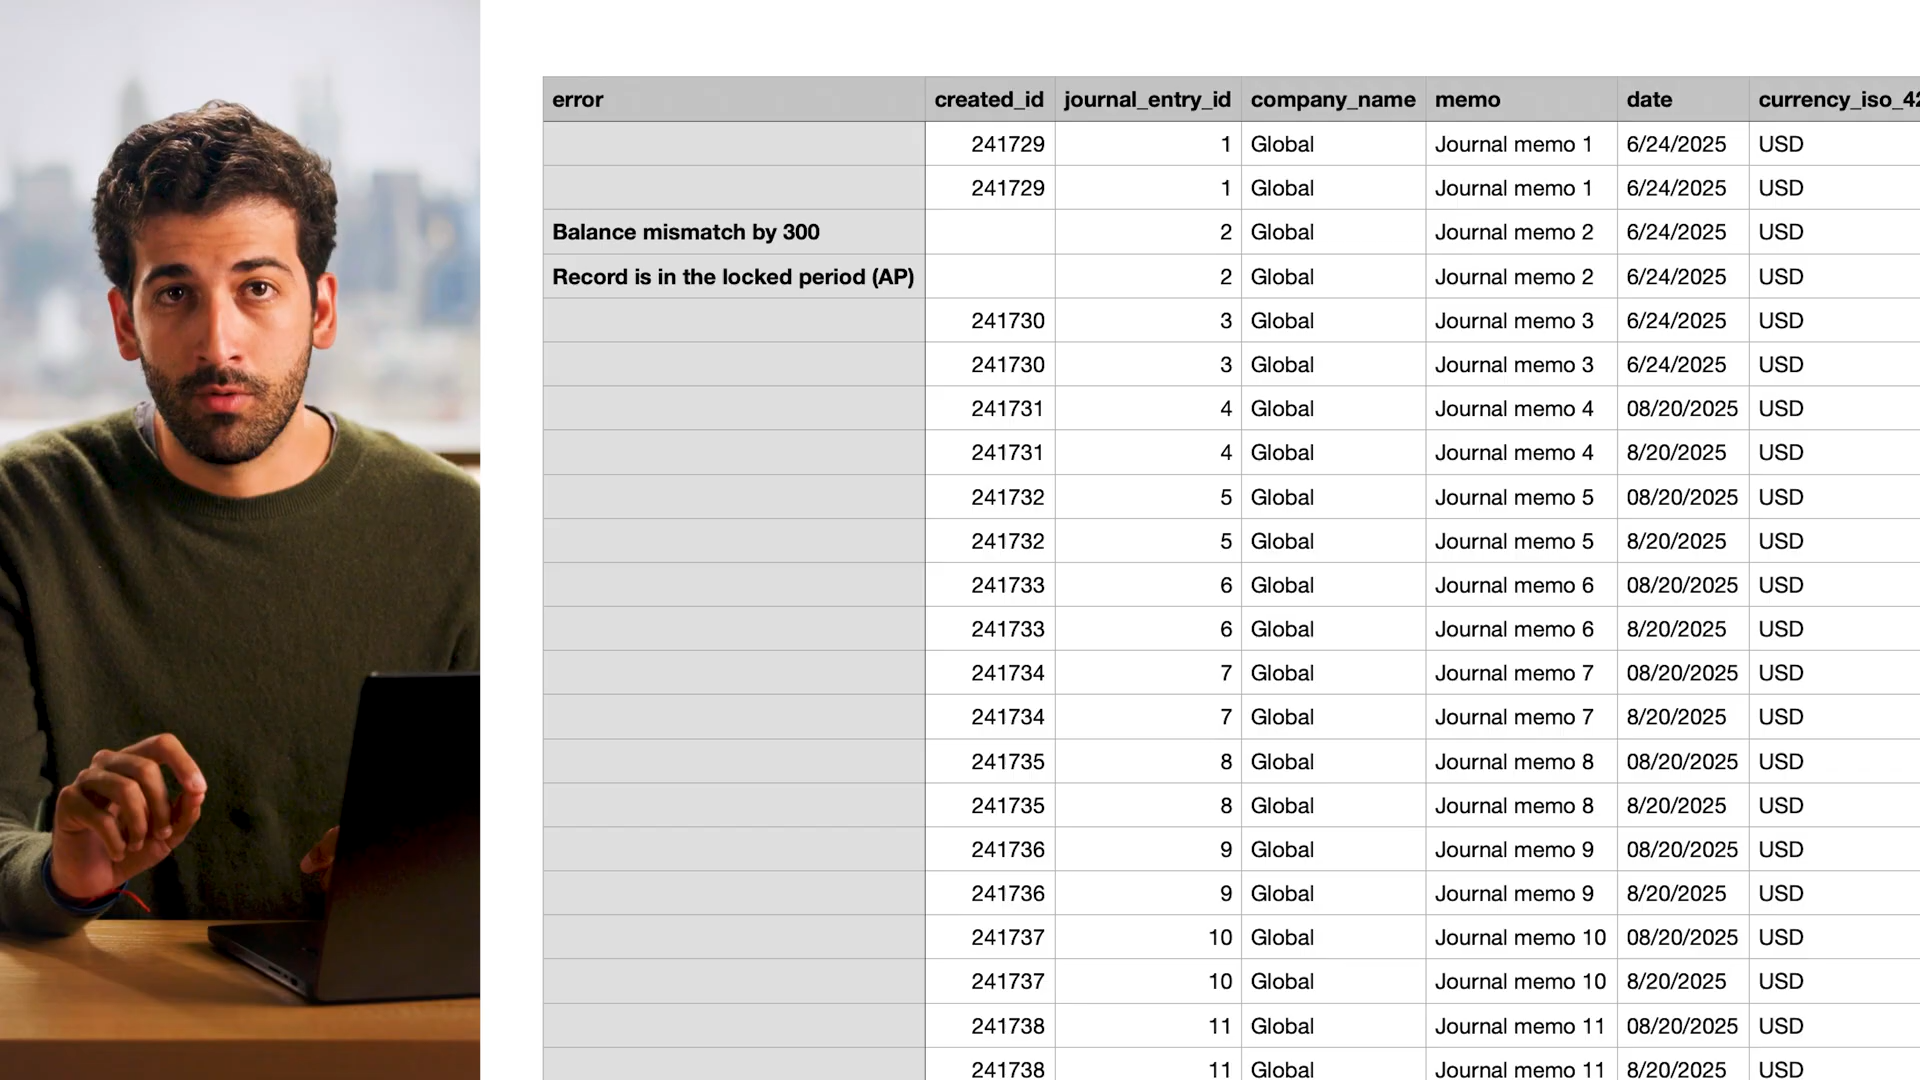 error created_id journal_entry_id company_name memo date currency_iso_42
241729 1 Global Journal memo 1 6/24/2025 USD
241729 1 Global Journal memo 1 6/24/2025 USD
Balance mismatch by 300 2 Global Journal memo 2 6/24/2025 USD
Record is in the locked period (AP) 2 Global Journal memo 2 6/24/2025 USD
241730 3 Global Journal memo 3 6/24/2025 USD
241730 3 Global Journal memo 3 6/24/2025 USD
241731 4 Global Journal memo 4 08/20/2025 USD
241731 4 Global Journal memo 4 8/20/2025 USD
241732 5 Global Journal memo 5 08/20/2025 USD
241732 5 Global Journal memo 5 8/20/2025 USD
241733 6 Global Journal memo 6 08/20/2025 USD
241733 6 Global Journal memo 6 8/20/2025 USD
241734 7 Global Journal memo 7 08/20/2025 USD
241734 7 Global Journal memo 7 8/20/2025 USD
241735 8 Global Journal memo 8 08/20/2025 USD
241735 8 Global Journal memo 8 8/20/2025 USD
241736 9 Global Journal memo 9 08/20/2025 USD
241736 9 Global Journal memo 9 8/20/2025 USD
241737 10 Global Journal memo 10 08/20/2025 USD
241737 10 Global Journal memo 10 8/20/2025 USD
241738 11 Global Journal memo 11 08/20/2025 USD
241738 11 Global Journal memo 11 8/20/2025 USD